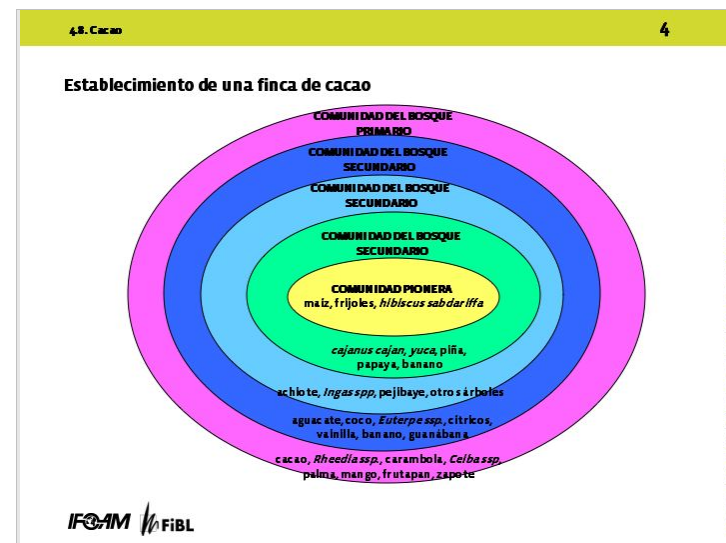 4.8. Cacao
4
Establecimiento de una finca de cacao
COMUNIDAD DEL BOSQUE
PRIMARIO
COMUNIDAD DEL BOSQUE
SECUNDARIO
COMUNIDAD DEL BOSQUE
SECUNDARIO
COMUNIDAD DEL BOSQUE
SECUNDARIO
COMUNIDAD PIONERA
maíz, frijoles, hibiscus sabdariffa
cajanus cajan, yuca, piña,
papaya, banano
achiote, Ingas spp, pejibaye, otros árboles
aguacate, coco, Euterpe ssp., cítricos,
vainilla, banano, guanábana
cacao, Rheedia ssp., carambola, Ceiba ssp,
palma, mango, frutapan, zapote
IFOAM FiBL